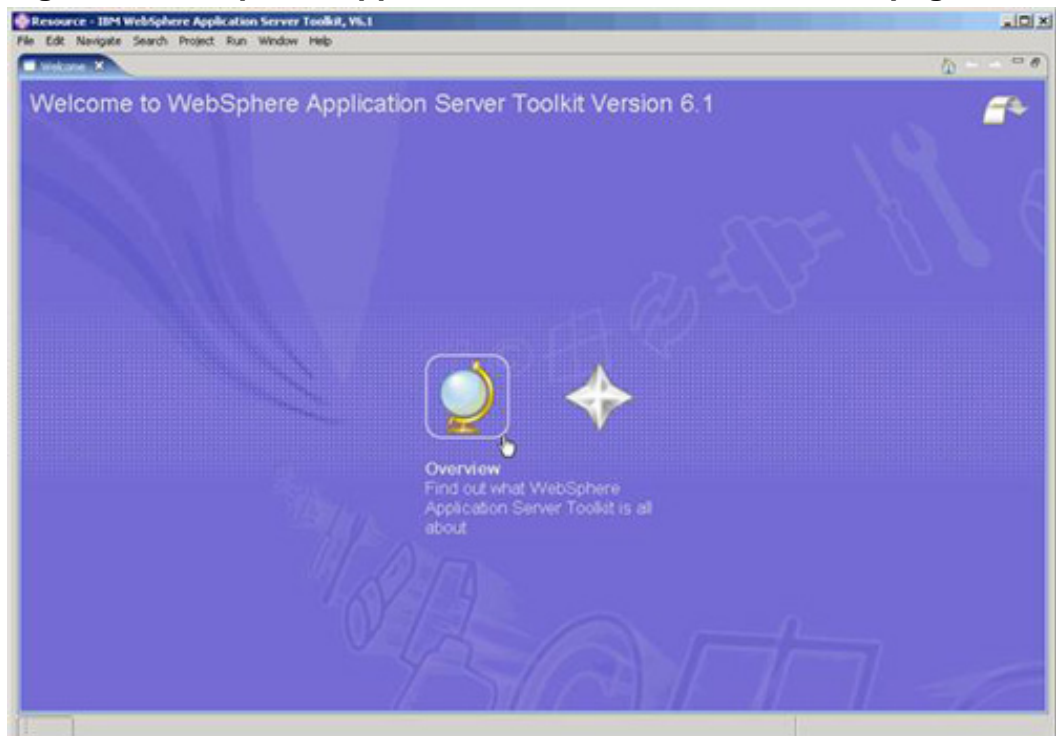 Resource - IBM WebSphere Application Server Toolkit, V6.1
File Edit Navigate Search Project Run Window Help
Welcome
Welcome to WebSphere Application Server Toolkit Version 6.1
Overview
Find out what WebSphere
Application Server Toolkit is all
about